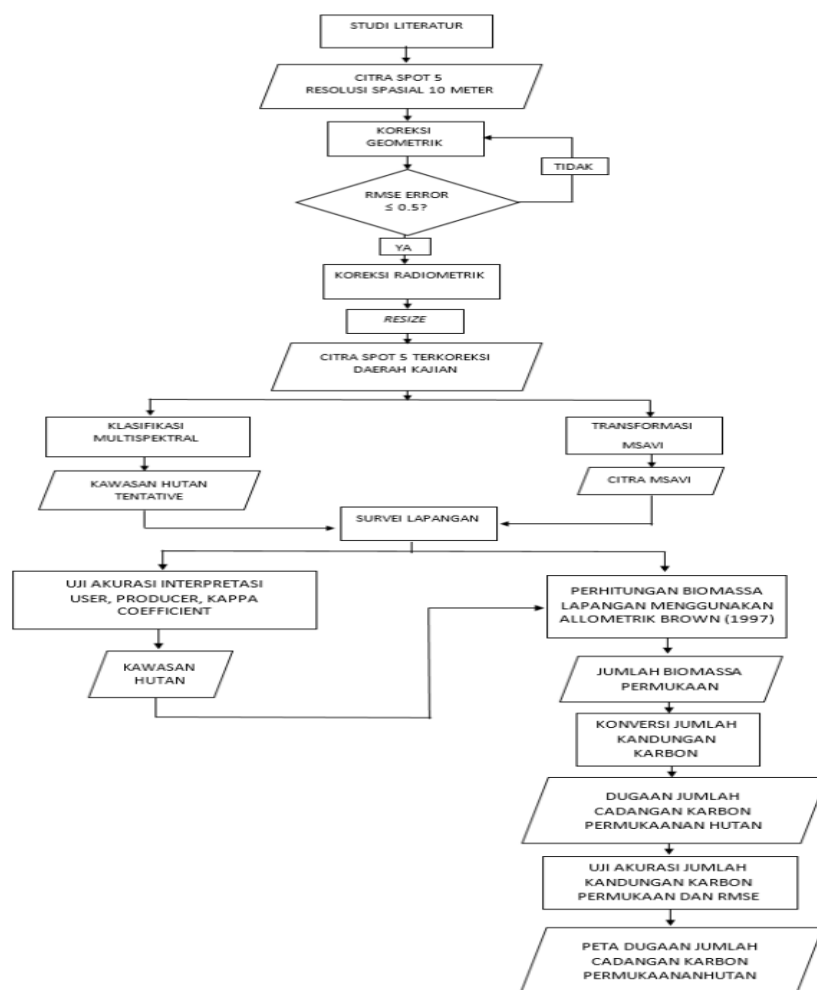 STUDI LITERATUR
CITRA SPOT 5
RESOLUSI SPASIAL 10 METER
KOREKSI
GEOMETRIK
TIDAK
RMSE ERROR
≤ 0.5?
YA
KOREKSI RADIOMETRIK
RESIZE
CITRA SPOT 5 TERKOREKSI
DAERAH KAJIAN
KLASIFIKASI
MULTISPEKTRAL
TRANSFORMASI
MSAVI
KAWASAN HUTAN
TENTATIVE
CITRA MSAVI
SURVEI LAPANGAN
UJI AKURASI INTERPRETASI
USER, PRODUCER, KAPPA
COEFFICIENT
PERHITUNGAN BIOMASSA
LAPANGAN MENGGUNAKAN
ALLOMETRIK BROWN (1997)
KAWASAN
HUTAN
JUMLAH BIOMASSA
PERMUKAAN
KONVERSI JUMLAH
KANDUNGAN
KARBON
DUGAAN JUMLAH
CADANGAN KARBON
PERMUKAANAN HUTAN
UJI AKURASI JUMLAH
KANDUNGAN KARBON
PERMUKAAN DAN RMSE
PETA DUGAAN JUMLAH
CADANGAN KARBON
PERMUKAANANHUTAN